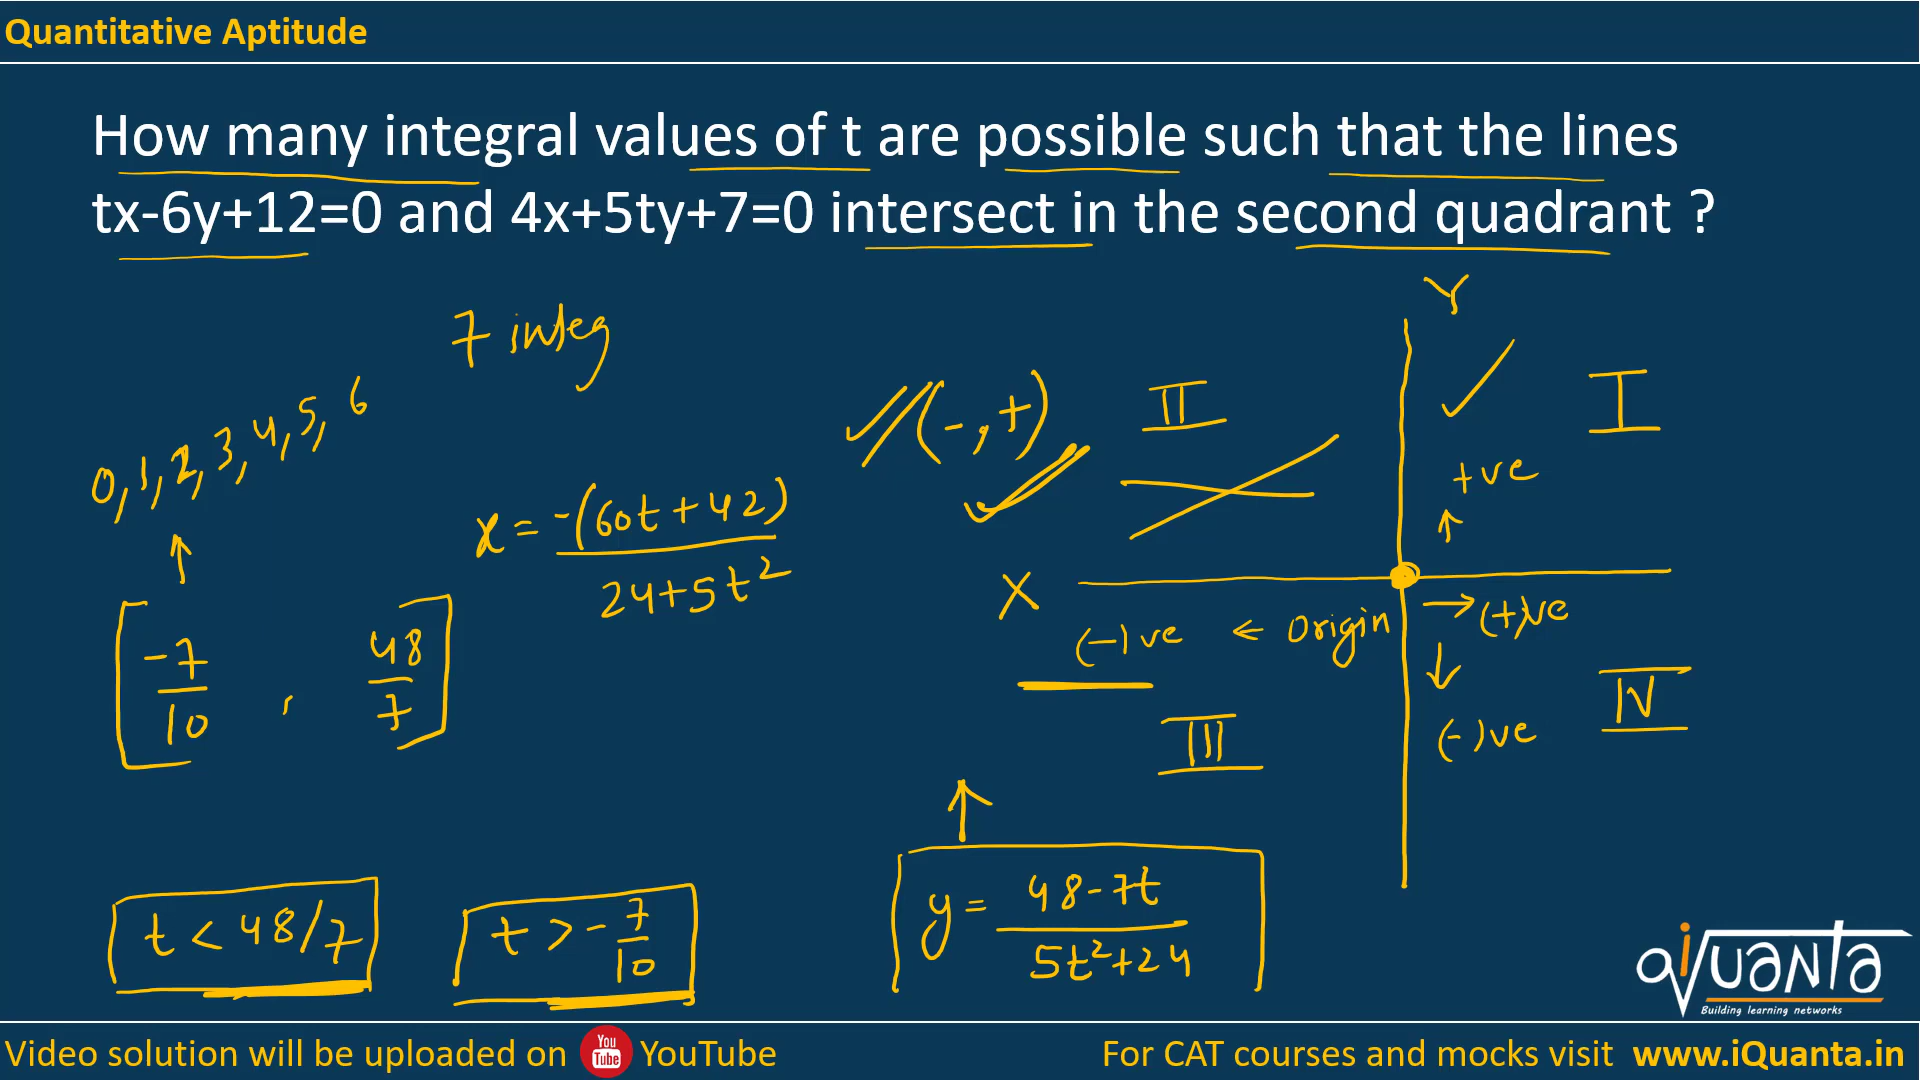 Quantitative Aptitude
How many integral values of t are possible such that the lines
tx-6y+12=0 and 4x+5ty+7=0 intersect in the second quadrant ?
Y
7 integ
0, 1, 2, 3, 4, 5, 6
(-, +)
II
I
+ve
x = -(60t + 42)
24+5t²
X
(-)ve ← Origin
→ (+)ve
[-7/10 , 48/7]
III
IV
(-)ve
t < 48/7
t > -7/10
y = 48-7t
5t²+24
iQuanta
Building learning networks
Video solution will be uploaded on You Tube YouTube
For CAT courses and mocks visit www.iQuanta.in